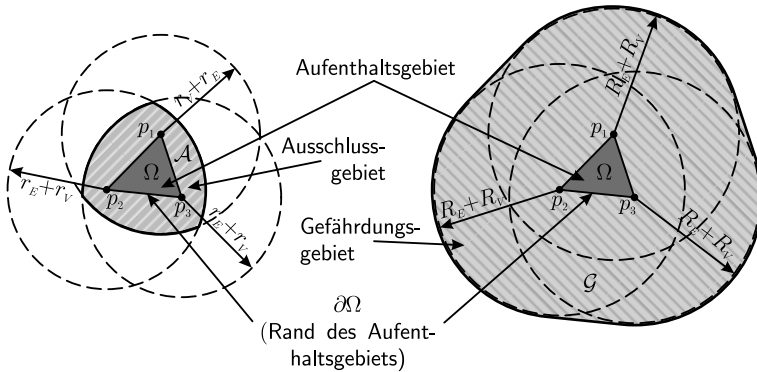 r_V+r_E
R_E+R_V
Aufenthaltsgebiet
p_1
𝒜
p_1
Ausschluss-
gebiet
Ω
Ω
r_E+r_V
p_2
p_3
p_2
p_3
R_E+R_V
r_E+r_V
R_E+R_V
Gefährdungs-
gebiet
𝒢
∂Ω
(Rand des Aufent-
haltsgebiets)